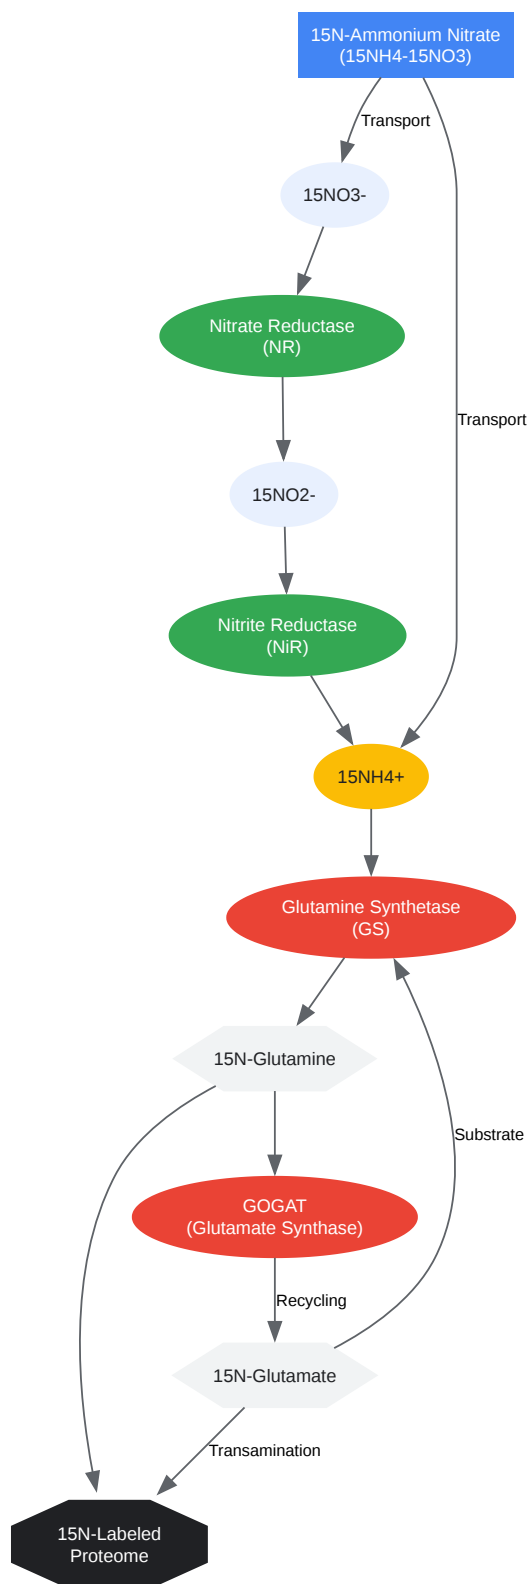 15N-Ammonium Nitrate
(15NH4-15NO3)
Transport
15NO3-
Nitrate Reductase
(NR)
Transport
15NO2-
Nitrite Reductase
(NiR)
15NH4+
Glutamine Synthetase
(GS)
15N-Glutamine
Substrate
GOGAT
(Glutamate Synthase)
Recycling
15N-Glutamate
Transamination
15N-Labeled
Proteome